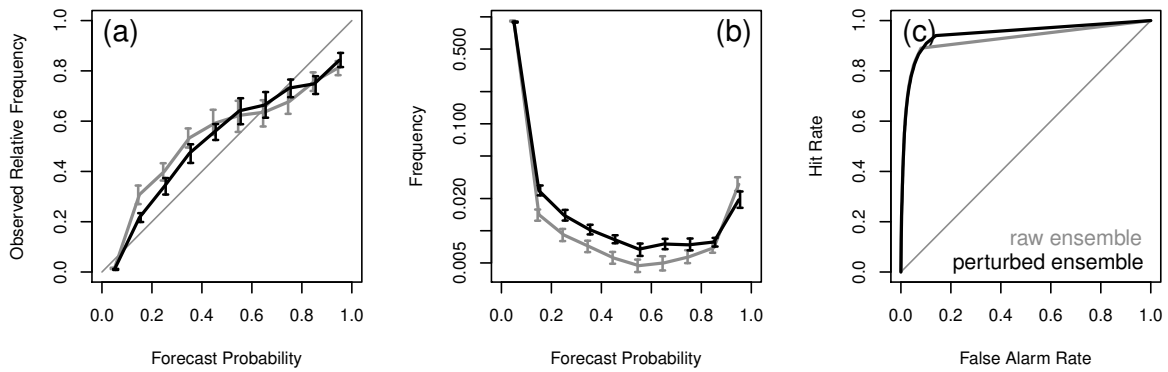 (a)
Observed Relative Frequency
1.0
0.8
0.6
0.4
0.2
0.0
0.0 0.2 0.4 0.6 0.8 1.0
Forecast Probability
(b)
Frequency
0.500
0.100
0.020
0.005
0.0 0.2 0.4 0.6 0.8 1.0
Forecast Probability
(c)
Hit Rate
1.0
0.8
0.6
0.4
0.2
0.0
raw ensemble
perturbed ensemble
0.0 0.2 0.4 0.6 0.8 1.0
False Alarm Rate